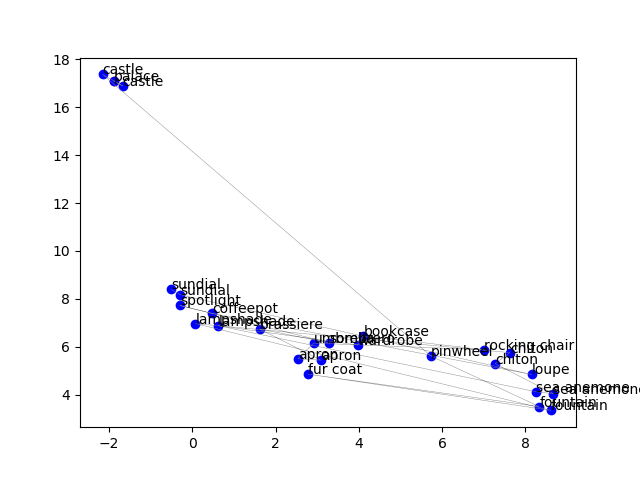 18
16
14
12
10
8
6
4
−2
0
2
4
6
8
castle
palace
castle
sundial
sundial
spotlight
coffeepot
lampshade
lampshade
brassiere
bookcase
wardrobe
apron
apron
fur coat
pinwheel
rocking chair
chiton
chiton
loupe
sea anemone
sea anemone
fountain
fountain